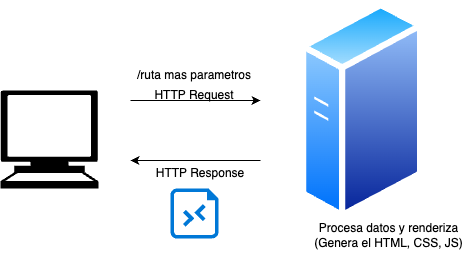 /ruta mas parametros
HTTP Request
HTTP Response
Procesa datos y renderiza
(Genera el HTML, CSS, JS)